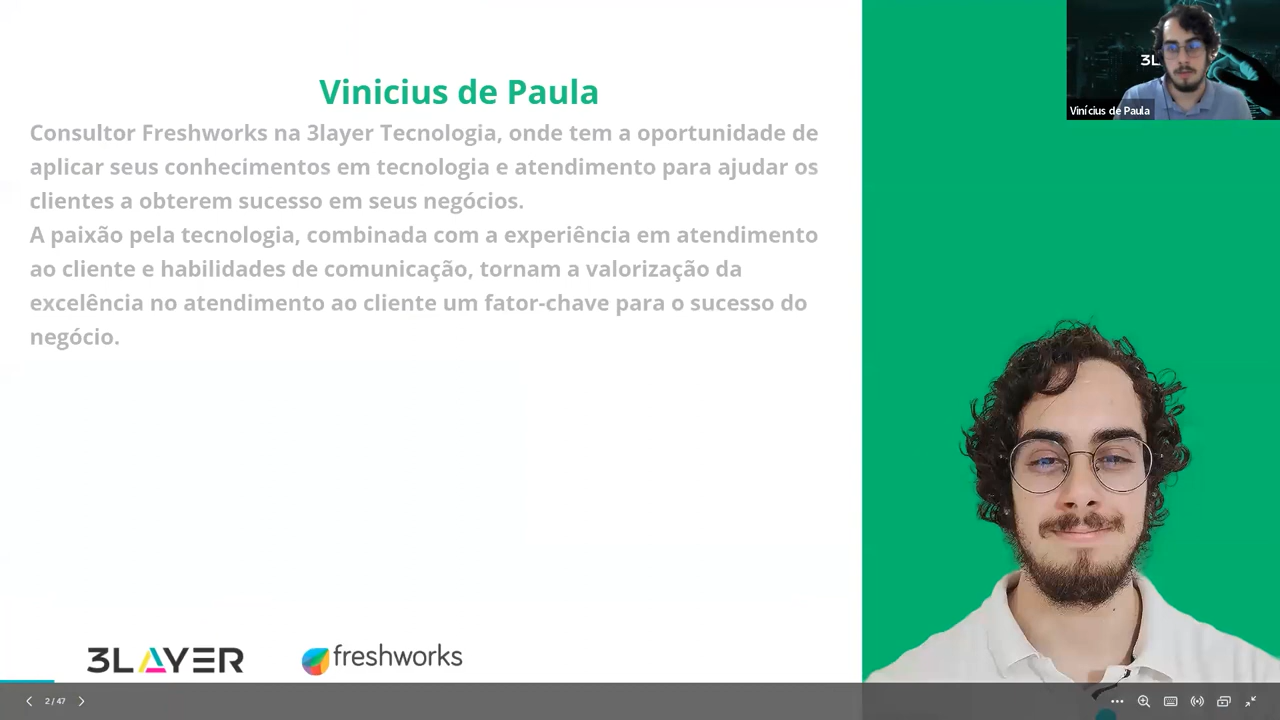 Vinicius de Paula
Consultor Freshworks na 3layer Tecnologia, onde tem a oportunidade de
aplicar seus conhecimentos em tecnologia e atendimento para ajudar os
clientes a obterem sucesso em seus negócios.
A paixão pela tecnologia, combinada com a experiência em atendimento
ao cliente e habilidades de comunicação, tornam a valorização da
excelência no atendimento ao cliente um fator-chave para o sucesso do
negócio.
3L
Vinícius de Paula
3LAYER
freshworks
2 / 47